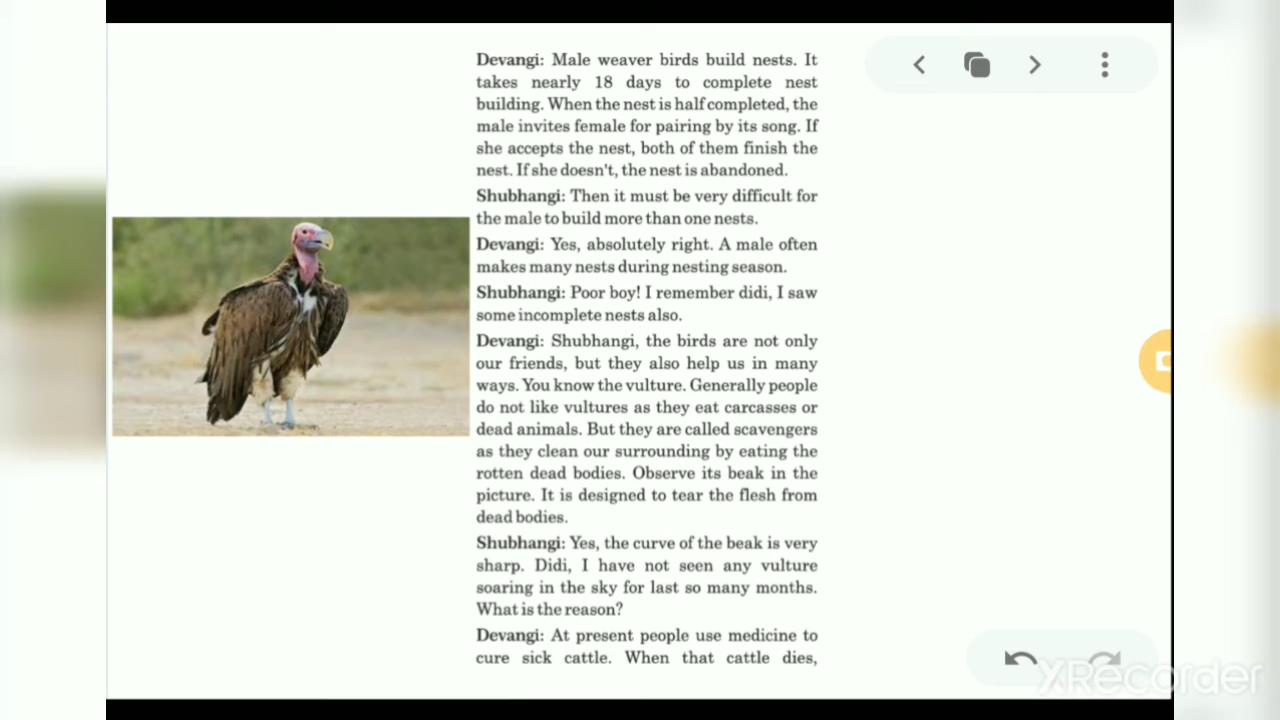 Devangi: Male weaver birds build nests. It
takes nearly 18 days to complete nest
building. When the nest is half completed, the
male invites female for pairing by its song. If
she accepts the nest, both of them finish the
nest. If she doesn't, the nest is abandoned.
Shubhangi: Then it must be very difficult for
the male to build more than one nests.
Devangi: Yes, absolutely right. A male often
makes many nests during nesting season.
Shubhangi: Poor boy! I remember didi, I saw
some incomplete nests also.
Devangi: Shubhangi, the birds are not only
our friends, but they also help us in many
ways. You know the vulture. Generally people
do not like vultures as they eat carcasses or
dead animals. But they are called scavengers
as they clean our surrounding by eating the
rotten dead bodies. Observe its beak in the
picture. It is designed to tear the flesh from
dead bodies.
Shubhangi: Yes, the curve of the beak is very
sharp. Didi, I have not seen any vulture
soaring in the sky for last so many months.
What is the reason?
Devangi: At present people use medicine to
cure sick cattle. When that cattle dies,
XRecorder